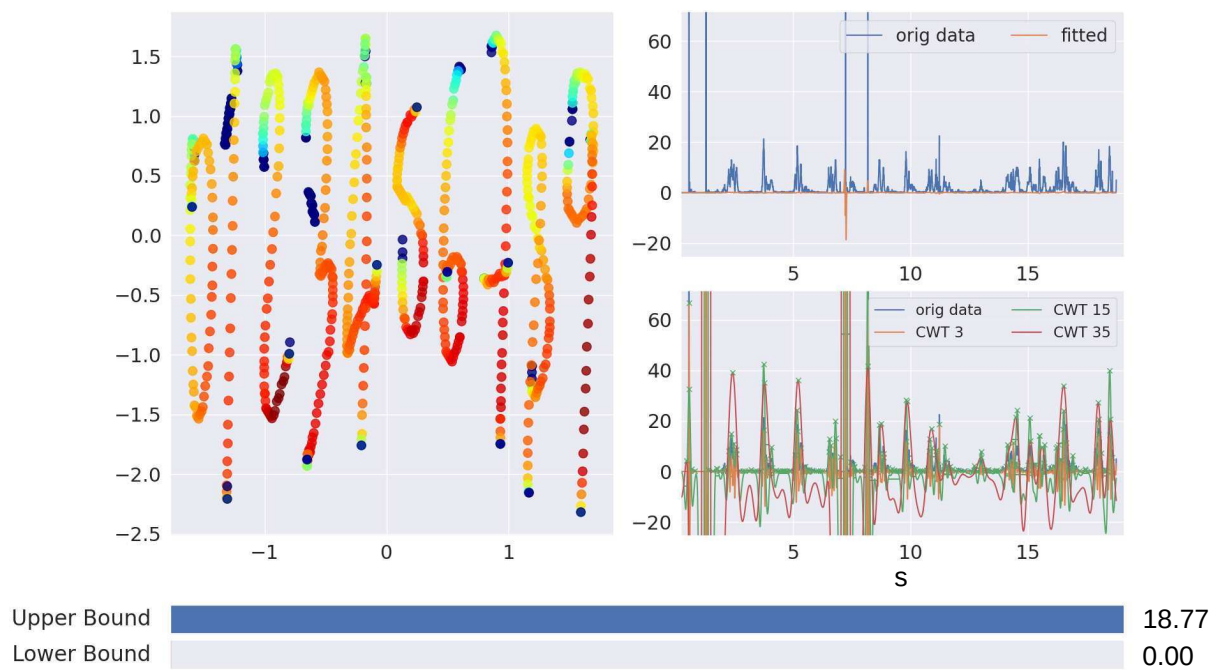 1.5
1.0
0.5
0.0
−0.5
−1.0
−1.5
−2.0
−2.5
−1 0 1
60
40
20
0
−20
orig data fitted
5 10 15
60
40
20
0
−20
orig data CWT 15
CWT 3 CWT 35
5 10 15
s
Upper Bound 18.77
Lower Bound 0.00